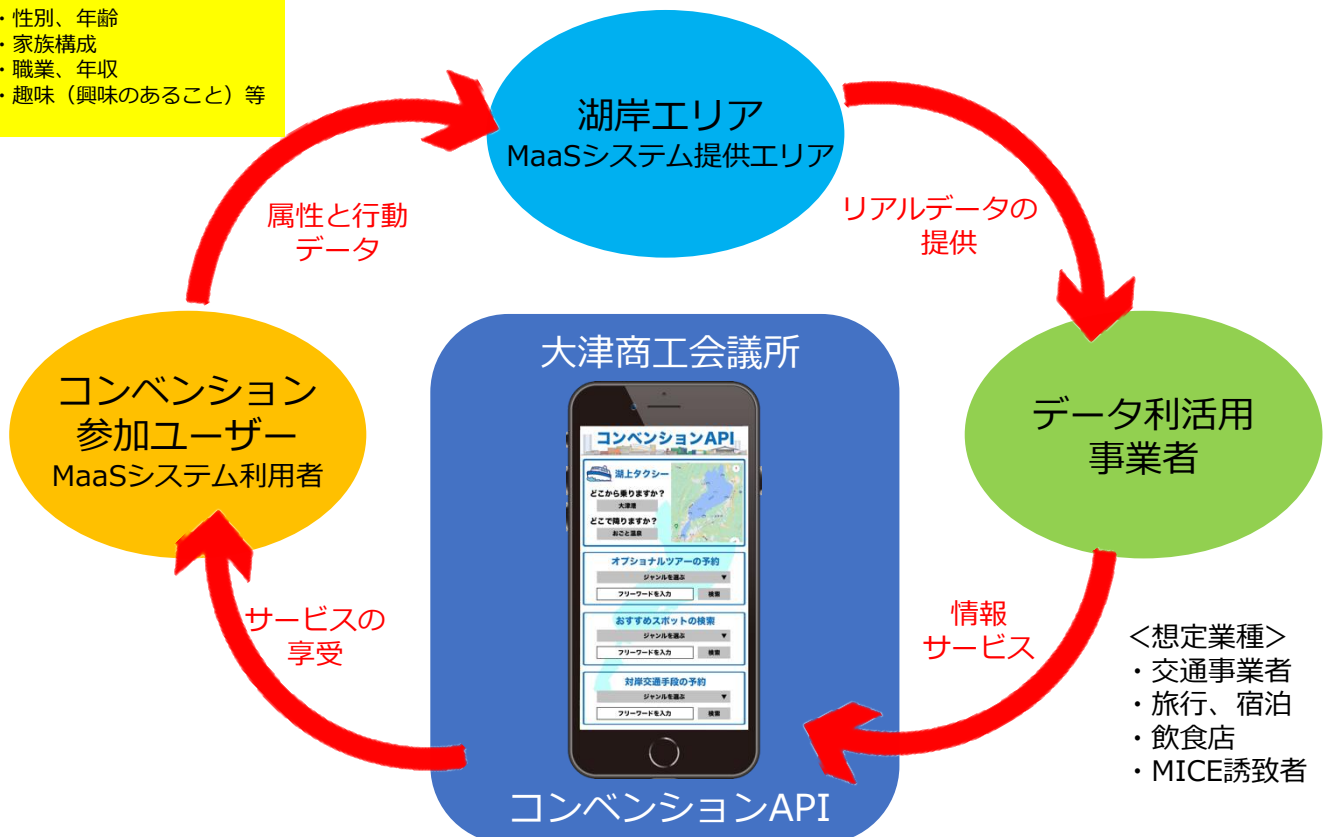 ・性別、年齢
・家族構成
・職業、年収
・趣味（興味のあること）等
湖岸エリア
MaaSシステム提供エリア
属性と行動
データ
リアルデータの
提供
コンベンション
参加ユーザー
MaaSシステム利用者
大津商工会議所
コンベンションAPI
湖上タクシー
どこから乗りますか？
大津港
どこで降りますか？
おごと温泉
オプショナルツアーの予約
ジャンルを選ぶ ▼
フリーワードを入力 検索
おすすめスポットの検索
ジャンルを選ぶ ▼
フリーワードを入力 検索
対岸交通手段の予約
ジャンルを選ぶ ▼
フリーワードを入力 検索
コンベンションAPI
データ利活用
事業者
サービスの
享受
情報
サービス
＜想定業種＞
・交通事業者
・旅行、宿泊
・飲食店
・MICE誘致者